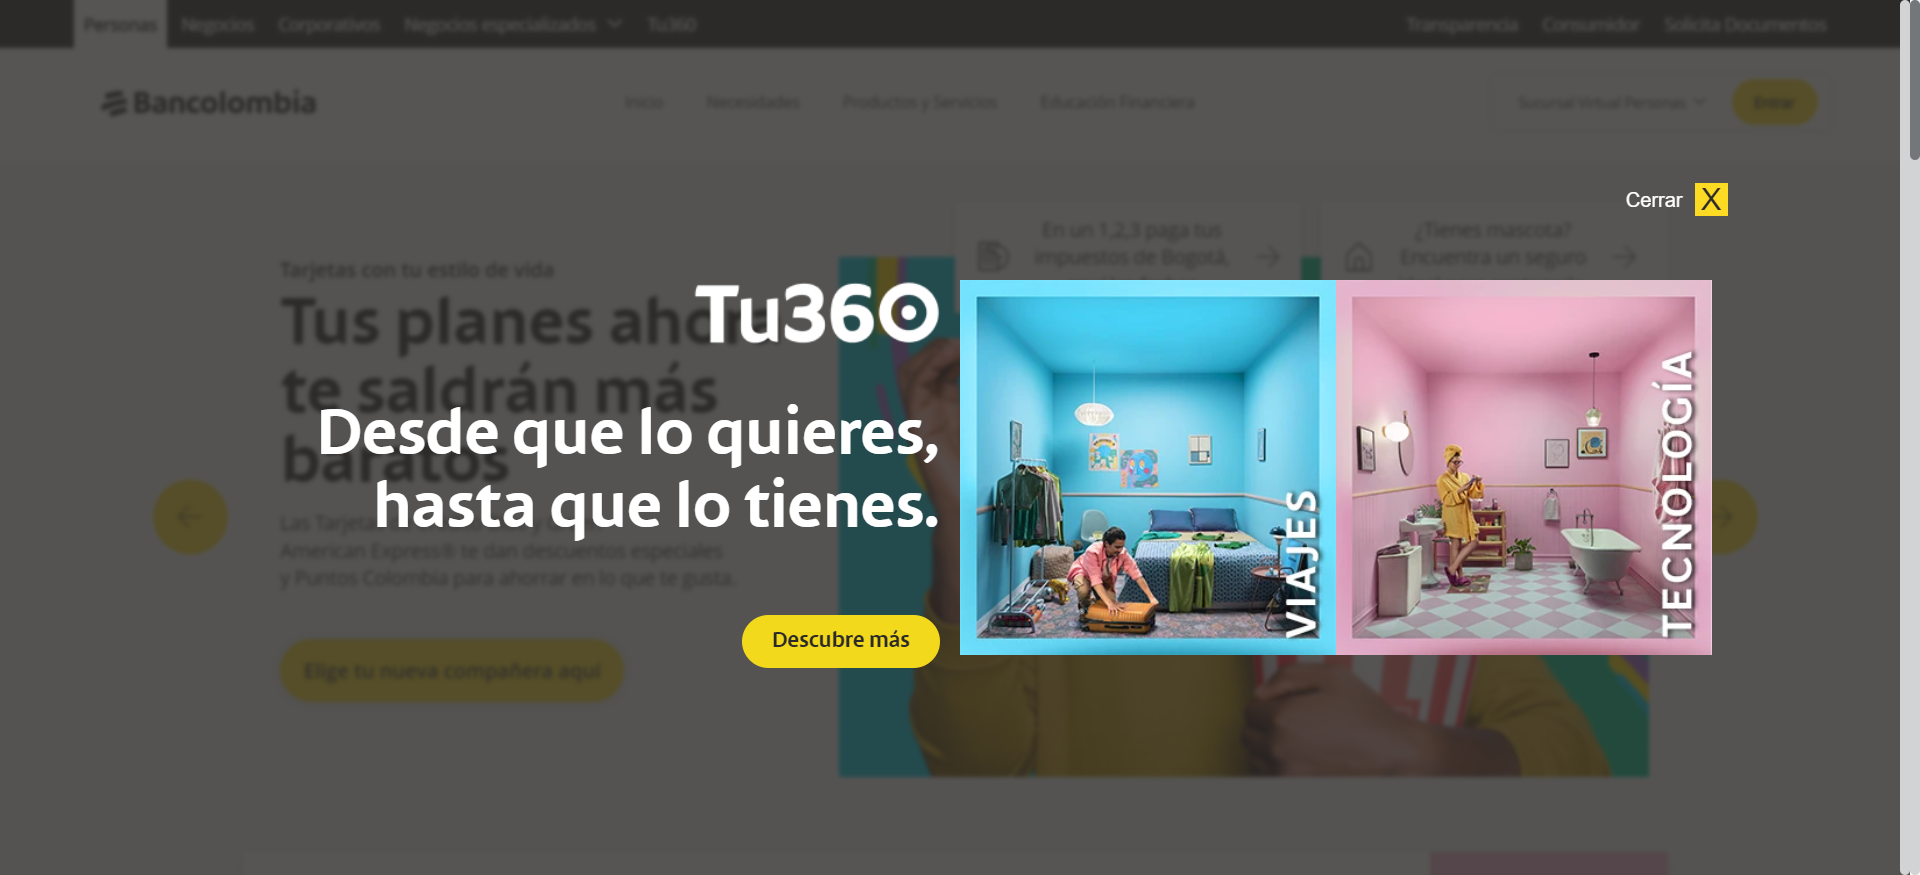 Personas Negocios Corporativos Negocios especializados Tu360 Transparencia Consumidor Solicita Documentos
Bancolombia Inicio Necesidades Productos y Servicios Educación Financiera Sucursal Virtual Personas Entrar
Cerrar X
En un 1,2,3 paga tus
impuestos de Bogotá,
¿Tienes mascota?
Encuentra un seguro
Tarjetas con tu estilo de vida
Tus planes ahora
te saldrán más
baratos
Las Tarjetas
American Express® te dan descuentos especiales
y Puntos Colombia para ahorrar en lo que te gusta.
Elige tu nueva compañera aquí
Tu360
Desde que lo quieres,
hasta que lo tienes.
Descubre más
VIAJES
TECNOLOGÍA